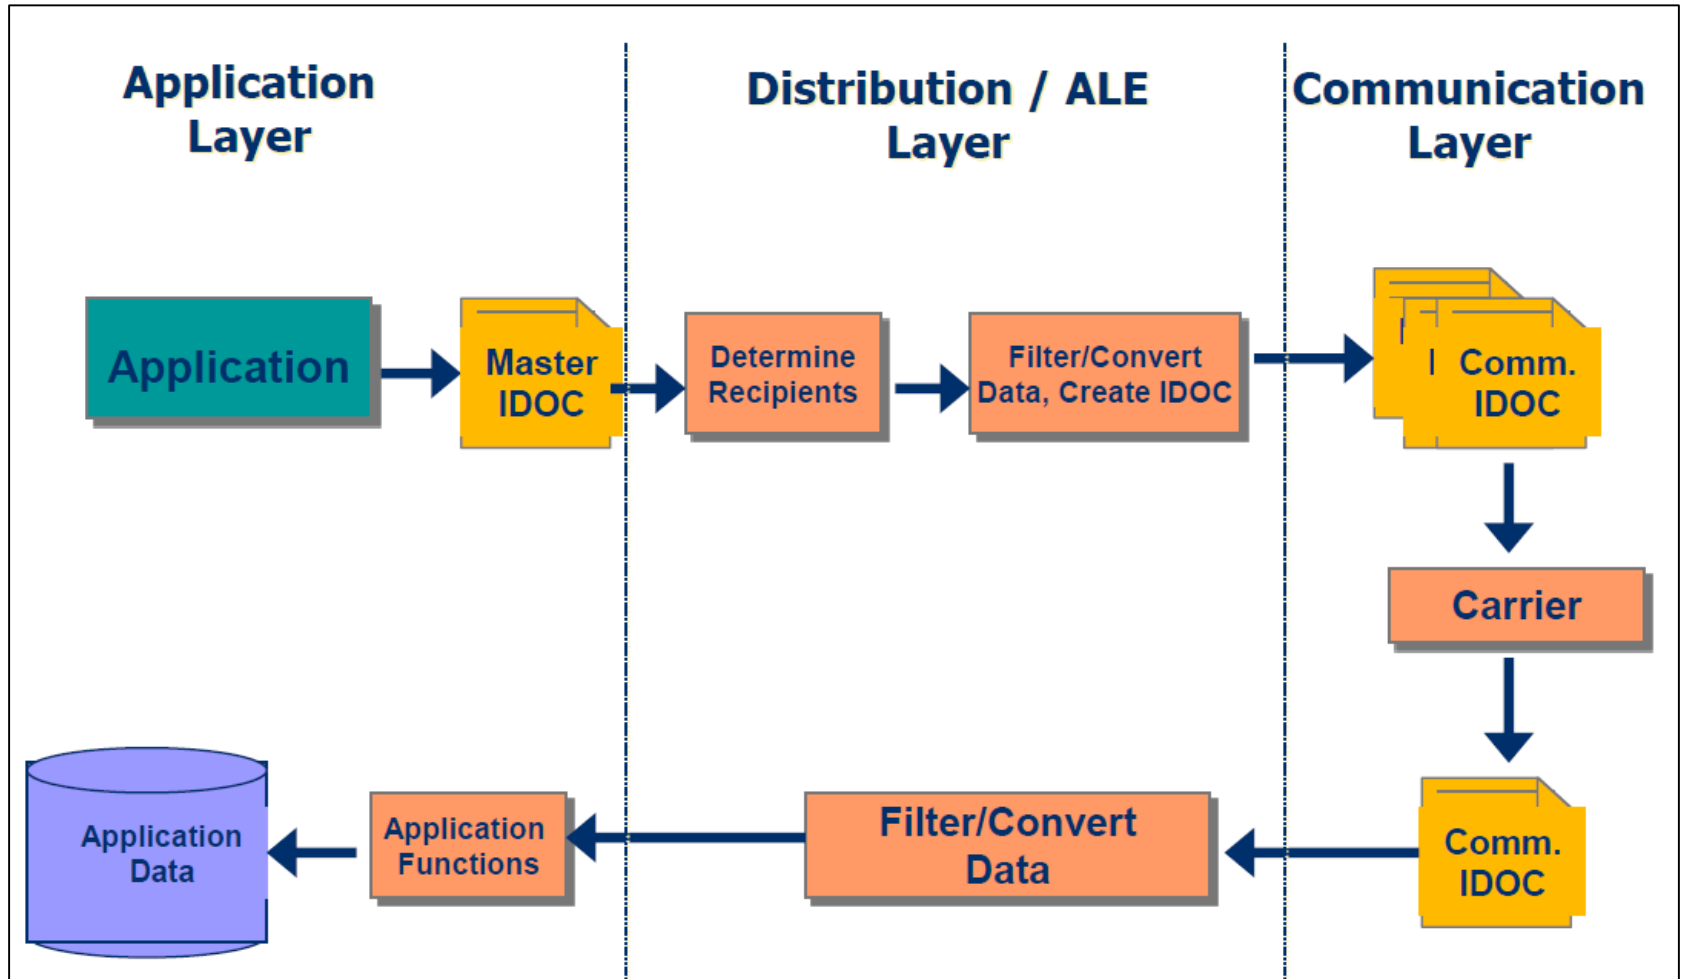 Application
Layer
Distribution / ALE
Layer
Communication
Layer
Application
Master
IDOC
Determine
Recipients
Filter/Convert
Data, Create IDOC
Comm.
IDOC
Carrier
Application
Data
Application
Functions
Filter/Convert
Data
Comm.
IDOC